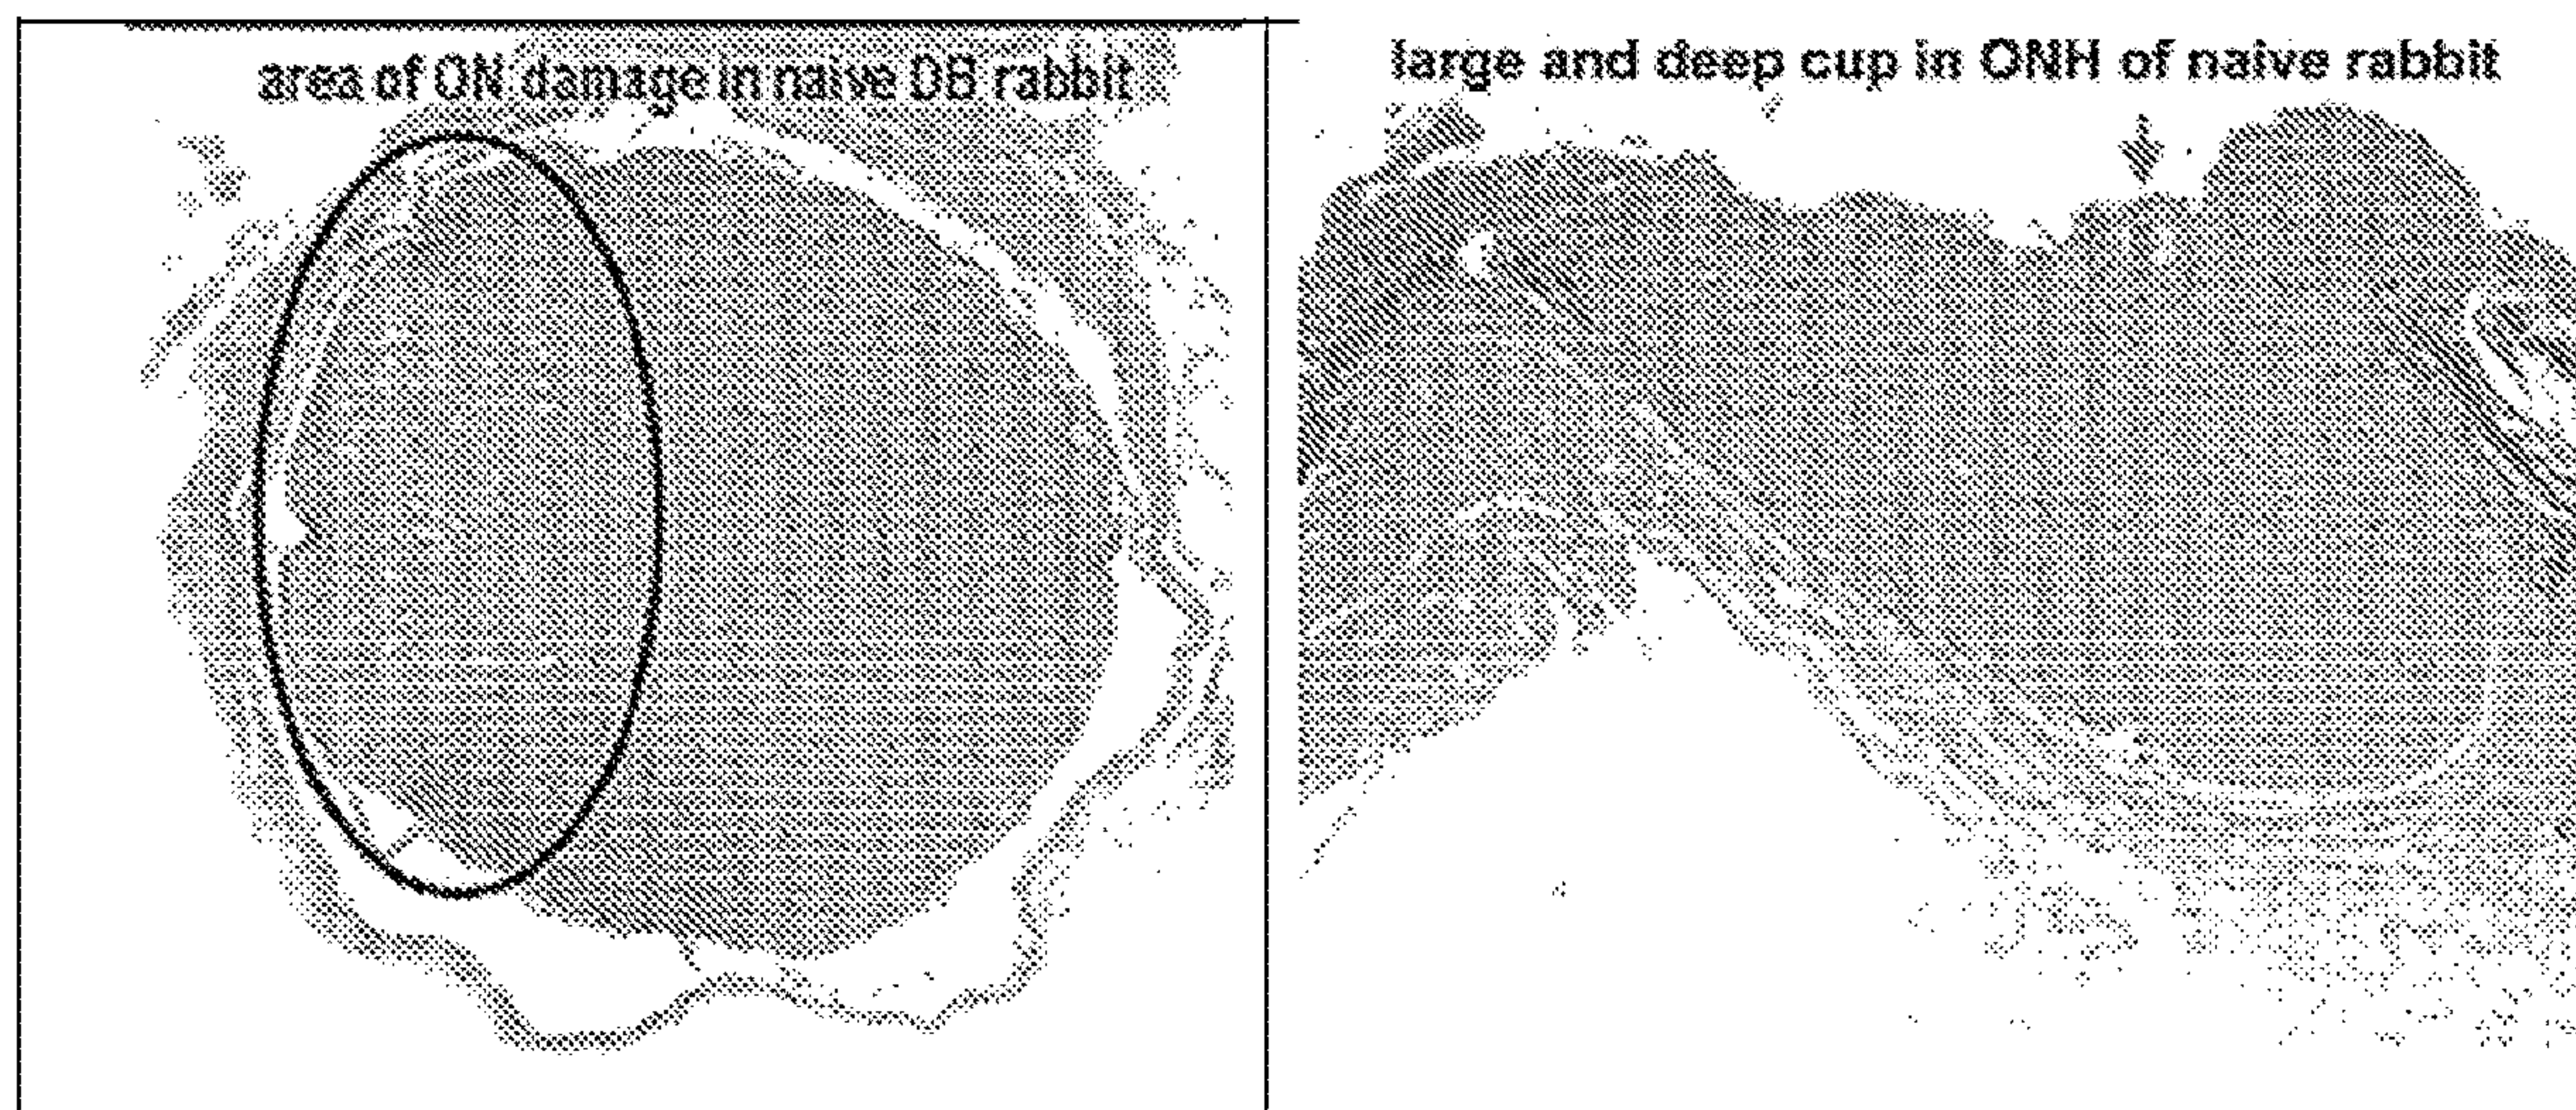 area of ON damage in naive DB rabbit
large and deep cup in ONH of naive rabbit